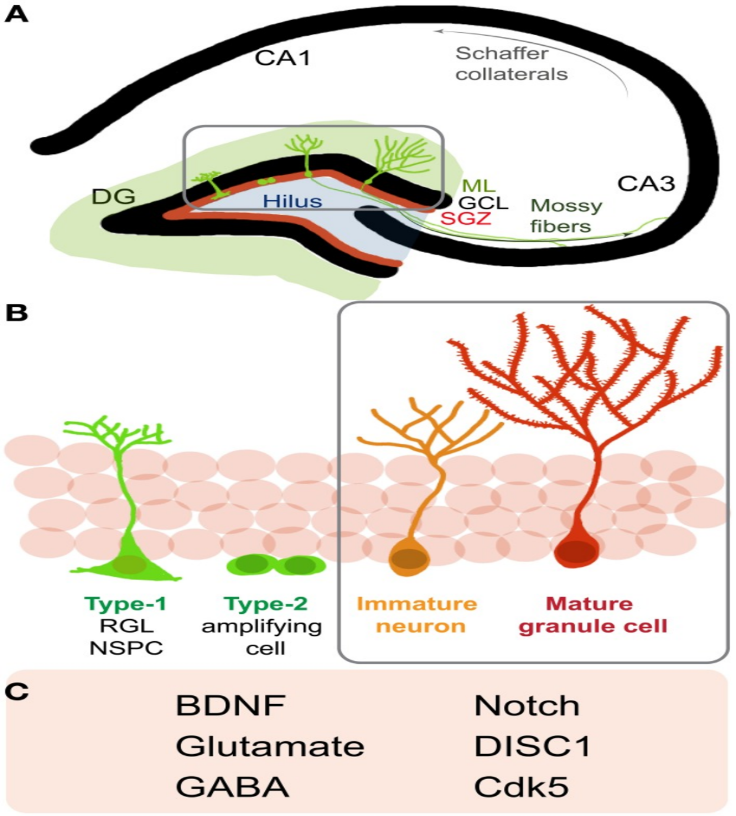 A
CA1
Schaffer
collaterals
DG
Hilus
ML
GCL
SGZ
CA3
Mossy
fibers
B
Type-1
RGL
NSPC
Type-2
amplifying
cell
Immature
neuron
Mature
granule cell
C
BDNF
Notch
Glutamate
DISC1
GABA
Cdk5